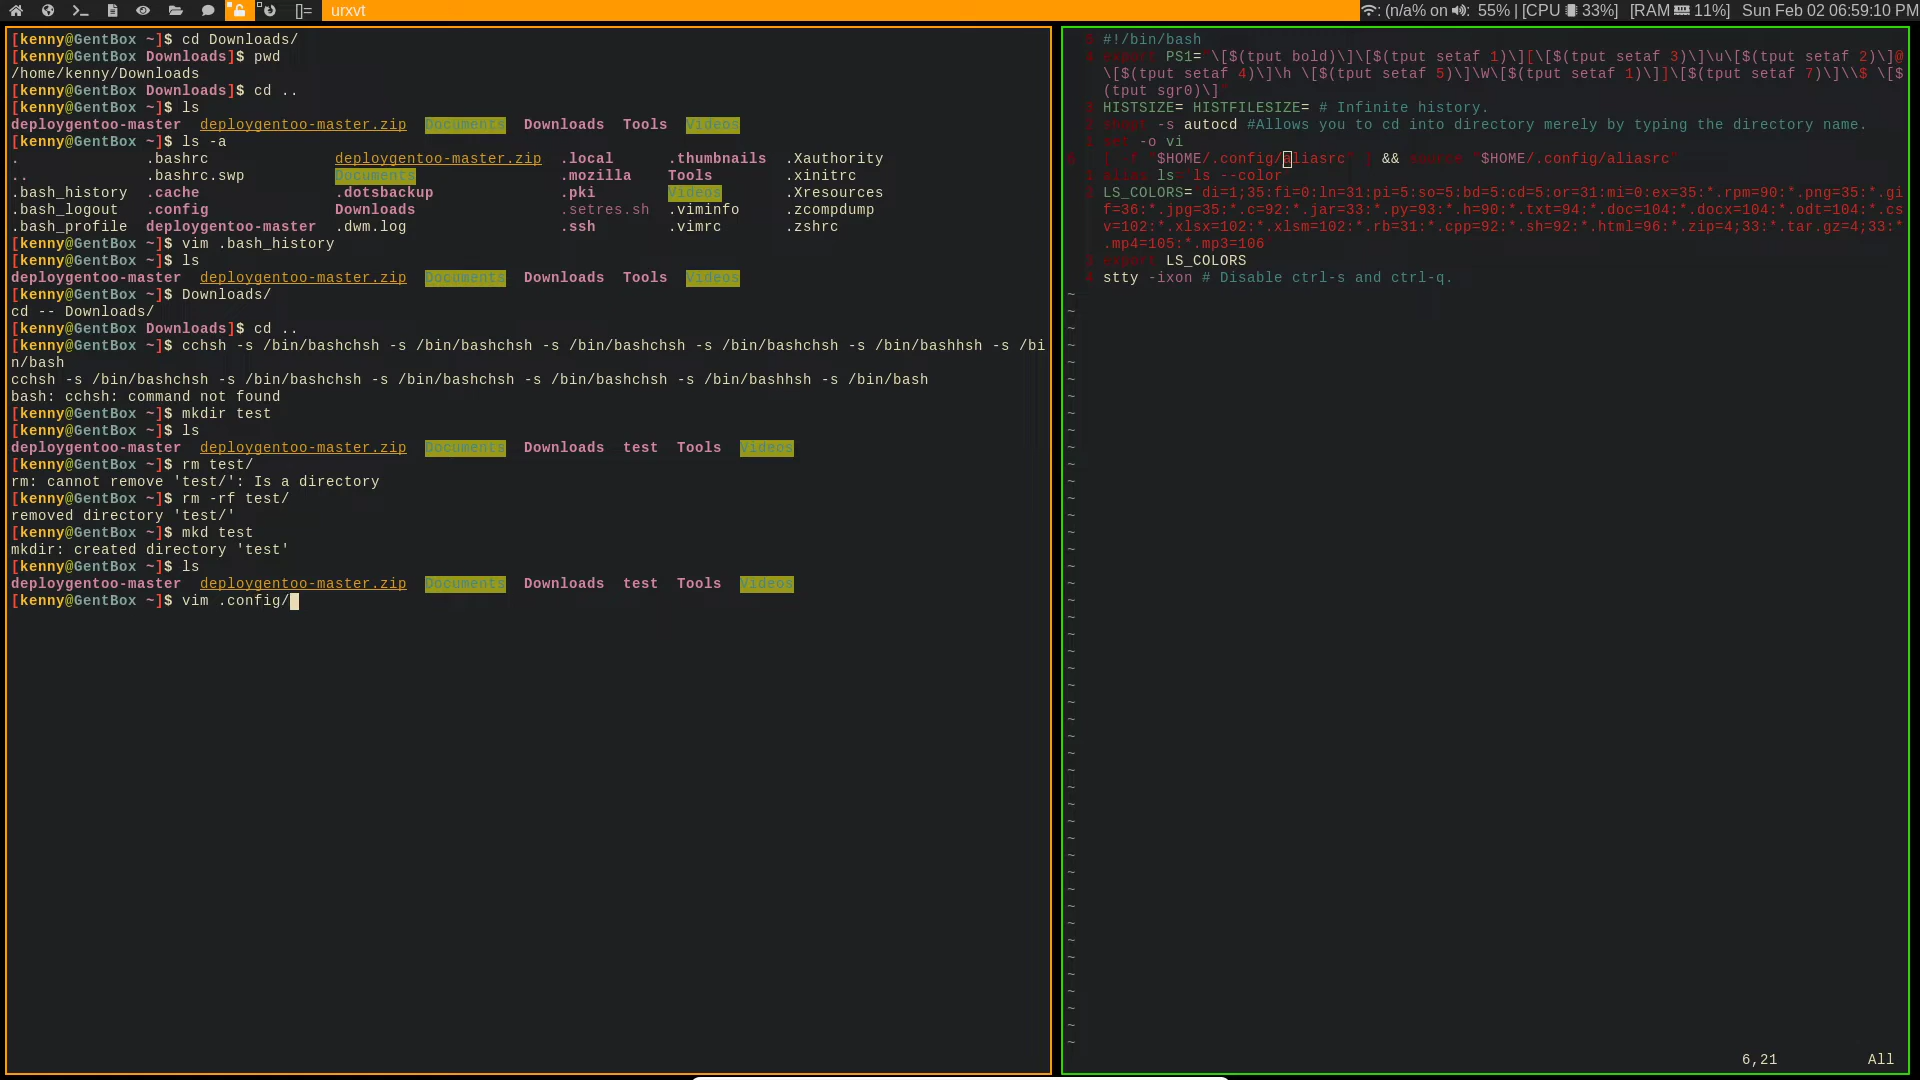 []= urxvt : (n/a% on : 55% | [CPU 33%] [RAM 11%] Sun Feb 02 06:59:10 PM
[kenny@GentBox ~]$ cd Downloads/
[kenny@GentBox Downloads]$ pwd
/home/kenny/Downloads
[kenny@GentBox Downloads]$ cd ..
[kenny@GentBox ~]$ ls
deploygentoo-master deploygentoo-master.zip Documents Downloads Tools Videos
[kenny@GentBox ~]$ ls -a
. .bashrc deploygentoo-master.zip .local .thumbnails .Xauthority
.. .bashrc.swp Documents .mozilla Tools .xinitrc
.bash_history .cache .dotsbackup .pki Videos .Xresources
.bash_logout .config Downloads .setres.sh .viminfo .zcompdump
.bash_profile deploygentoo-master .dwm.log .ssh .vimrc .zshrc
[kenny@GentBox ~]$ vim .bash_history
[kenny@GentBox ~]$ ls
deploygentoo-master deploygentoo-master.zip Documents Downloads Tools Videos
[kenny@GentBox ~]$ Downloads/
cd -- Downloads/
[kenny@GentBox Downloads]$ cd ..
[kenny@GentBox ~]$ cchsh -s /bin/bashchsh -s /bin/bashchsh -s /bin/bashchsh -s /bin/bashchsh -s /bin/bashhsh -s /bi
n/bash
cchsh -s /bin/bashchsh -s /bin/bashchsh -s /bin/bashchsh -s /bin/bashchsh -s /bin/bashhsh -s /bin/bash
bash: cchsh: command not found
[kenny@GentBox ~]$ mkdir test
[kenny@GentBox ~]$ ls
deploygentoo-master deploygentoo-master.zip Documents Downloads test Tools Videos
[kenny@GentBox ~]$ rm test/
rm: cannot remove 'test/': Is a directory
[kenny@GentBox ~]$ rm -rf test/
removed directory 'test/'
[kenny@GentBox ~]$ mkd test
mkdir: created directory 'test'
[kenny@GentBox ~]$ ls
deploygentoo-master deploygentoo-master.zip Documents Downloads test Tools Videos
[kenny@GentBox ~]$ vim .config/
#!/bin/bash
export PS1="\[$(tput bold)\]\[$(tput setaf 1)\][\[$(tput setaf 3)\]\u\[$(tput setaf 2)\]@
\[$(tput setaf 4)\]\h \[$(tput setaf 5)\]\W\[$(tput setaf 1)\]]\[$(tput setaf 7)\]\\$ \[$
(tput sgr0)\]"
HISTSIZE= HISTFILESIZE= # Infinite history.
shopt -s autocd #Allows you to cd into directory merely by typing the directory name.
set -o vi
[ -f "$HOME/.config/aliasrc" ] && source "$HOME/.config/aliasrc"
alias ls='ls --color'
LS_COLORS='di=1;35:fi=0:ln=31:pi=5:so=5:bd=5:cd=5:or=31:mi=0:ex=35:*.rpm=90:*.png=35:*.gi
f=36:*.jpg=35:*.c=92:*.jar=33:*.py=93:*.h=90:*.txt=94:*.doc=104:*.docx=104:*.odt=104:*.cs
v=102:*.xlsx=102:*.xlsm=102:*.rb=31:*.cpp=92:*.sh=92:*.html=96:*.zip=4;33:*.tar.gz=4;33:*
.mp4=105:*.mp3=106
export LS_COLORS
stty -ixon # Disable ctrl-s and ctrl-q.
6,21 All